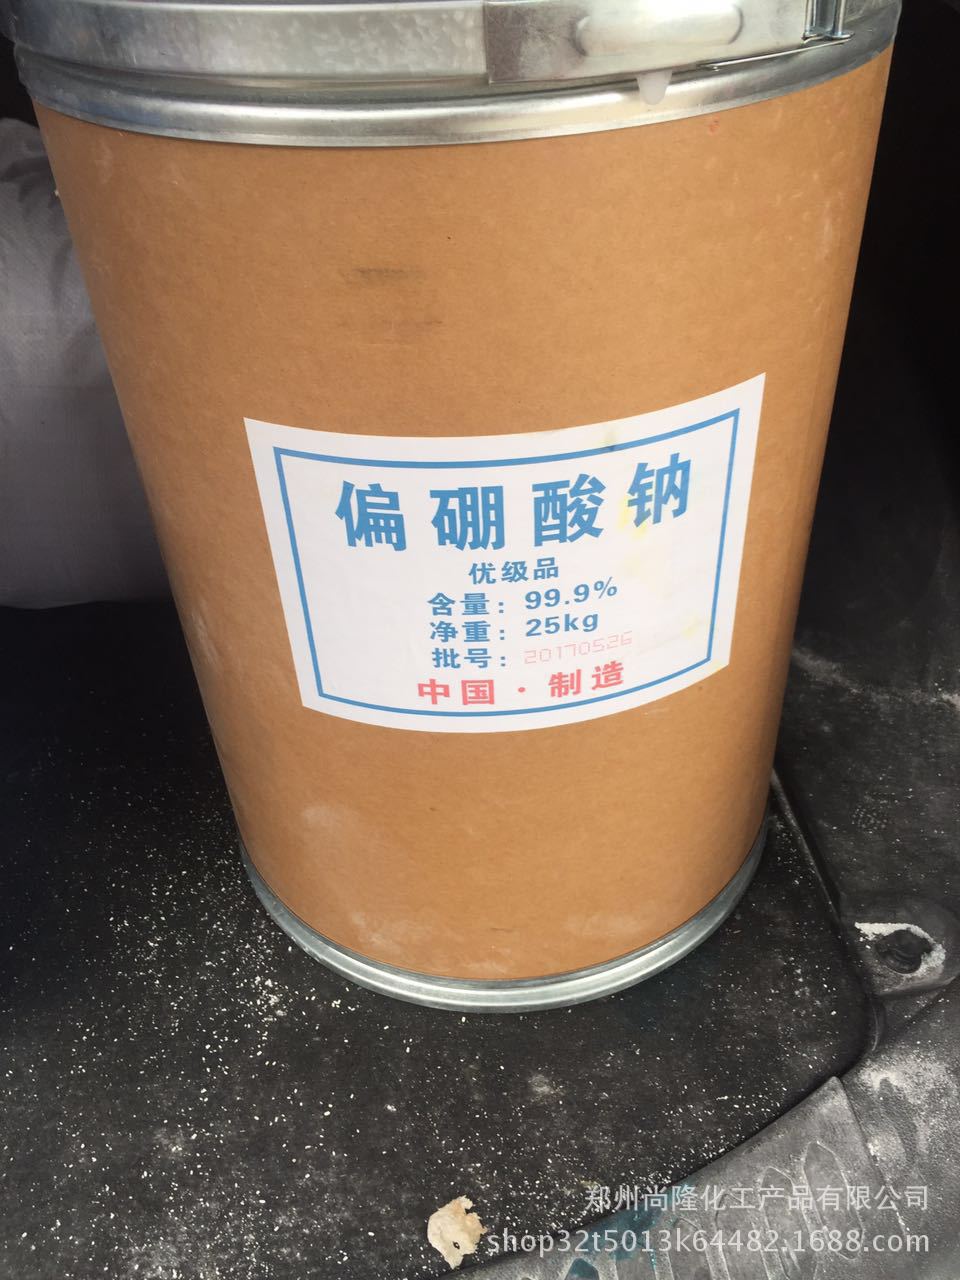 偏硼酸钠
优级品
含量：99.9%
净重：25kg
批号：20170526
中国·制造
郑州尚隆化工产品有限公司
shop32t5013k64482.1688.com